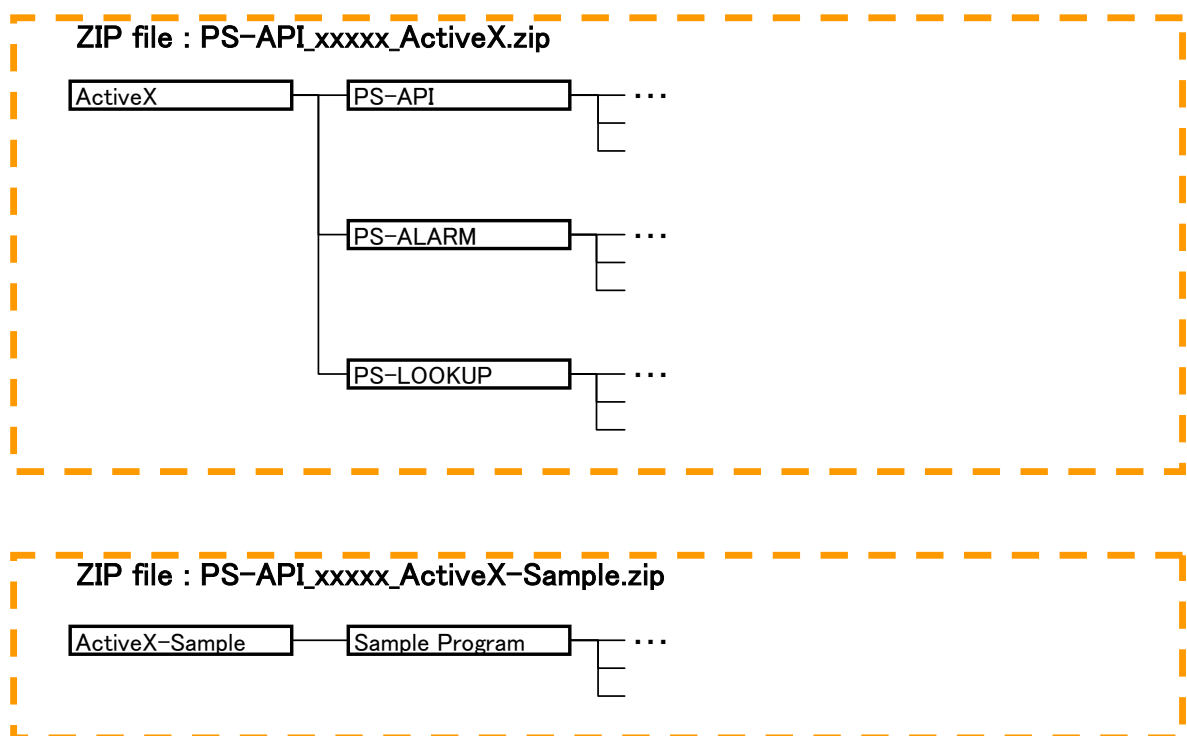 ZIP file : PS-API_xxxxx_ActiveX.zip
ActiveX
PS-API
...
PS-ALARM
...
PS-LOOKUP
...
ZIP file : PS-API_xxxxx_ActiveX-Sample.zip
ActiveX-Sample
Sample Program
...